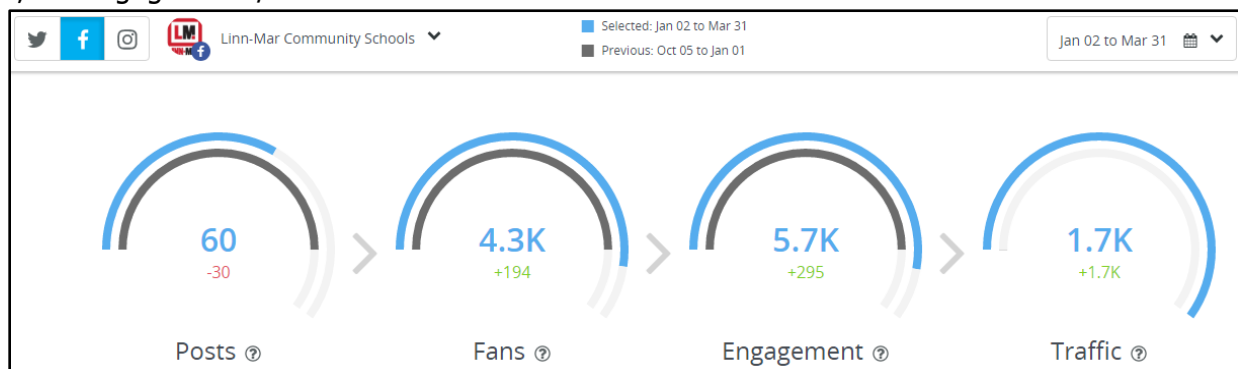 Linn-Mar Community Schools
Selected: Jan 02 to Mar 31
Previous: Oct 05 to Jan 01
Jan 02 to Mar 31
LM
60
-30
4.3K
+194
5.7K
+295
1.7K
+1.7K
Posts
Fans
Engagement
Traffic